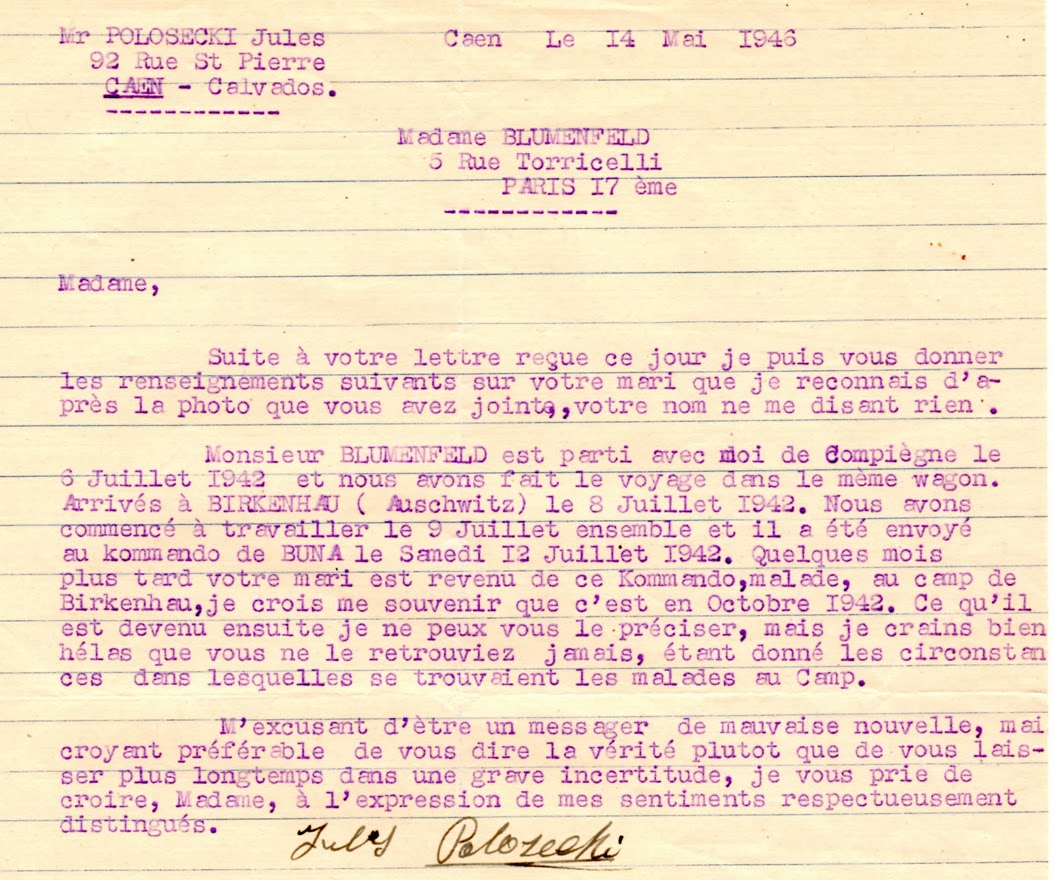 Mr POLOSECKI Jules Caen Le I4 Mai I946
92 Rue St Pierre
CAEN - Calvados.
------------
Madame BLUMENFELD
5 Rue Torricelli
PARIS I7 ème
------------
Madame,
Suite à votre lettre reçue ce jour je puis vous donner
les renseignements suivants sur votre mari que je reconnais d'a-
près la photo que vous avez jointe,,votre nom ne me disant rien .
Monsieur BLUMENFELD est parti avec moi de Compiègne le
6 Juillet I942 et nous avons fait le voyage dans le mème wagon.
Arrivés à BIRKENHAU ( Auschwitz) le 8 Juillet I942. Nous avons
commencé à travailler le 9 Juillet ensemble et il a été envoyé
au kommando de BUNA le Samedi I2 Juillet I942. Quelques mois
plus tard votre mari est revenu de ce Kommando,malade, au camp de
Birkenhau,je crois me souvenir que c'est en Octobre I942. Ce qu'il
est devenu ensuite je ne peux vous le préciser, mais je crains bien
hélas que vous ne le retrouviez jamais, étant donné les circonstan
ces dans lesquelles se trouvaient les malades au Camp.
M'excusant d'ètre un messager de mauvaise nouvelle, mai
croyant préférable de vous dire la vérité plutot que de vous lais-
ser plus longtemps dans une grave incertitude, je vous prie de
croire, Madame, à l'expression de mes sentiments respectueusement
distingués.
Jules Polosecki